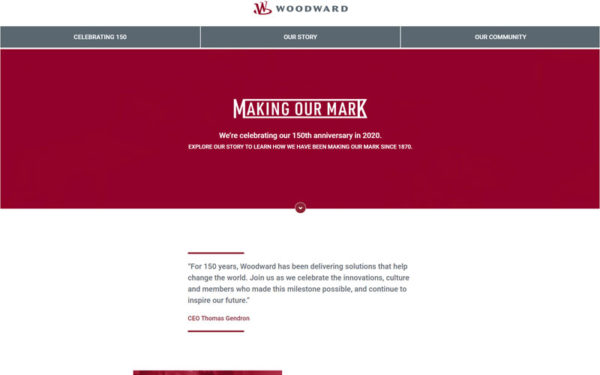 WOODWARD
CELEBRATING 150
OUR STORY
OUR COMMUNITY
MAKING OUR MARK
We're celebrating our 150th anniversary in 2020.
EXPLORE OUR STORY TO LEARN HOW WE HAVE BEEN MAKING OUR MARK SINCE 1870.
“For 150 years, Woodward has been delivering solutions that help
change the world. Join us as we celebrate the innovations, culture
and members who made this milestone possible, and continue to
inspire our future.”
CEO Thomas Gendron